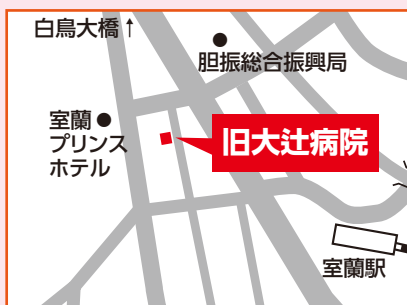 白鳥大橋↑
胆振総合振興局
室蘭
プリンス
ホテル
旧大辻病院
室蘭駅